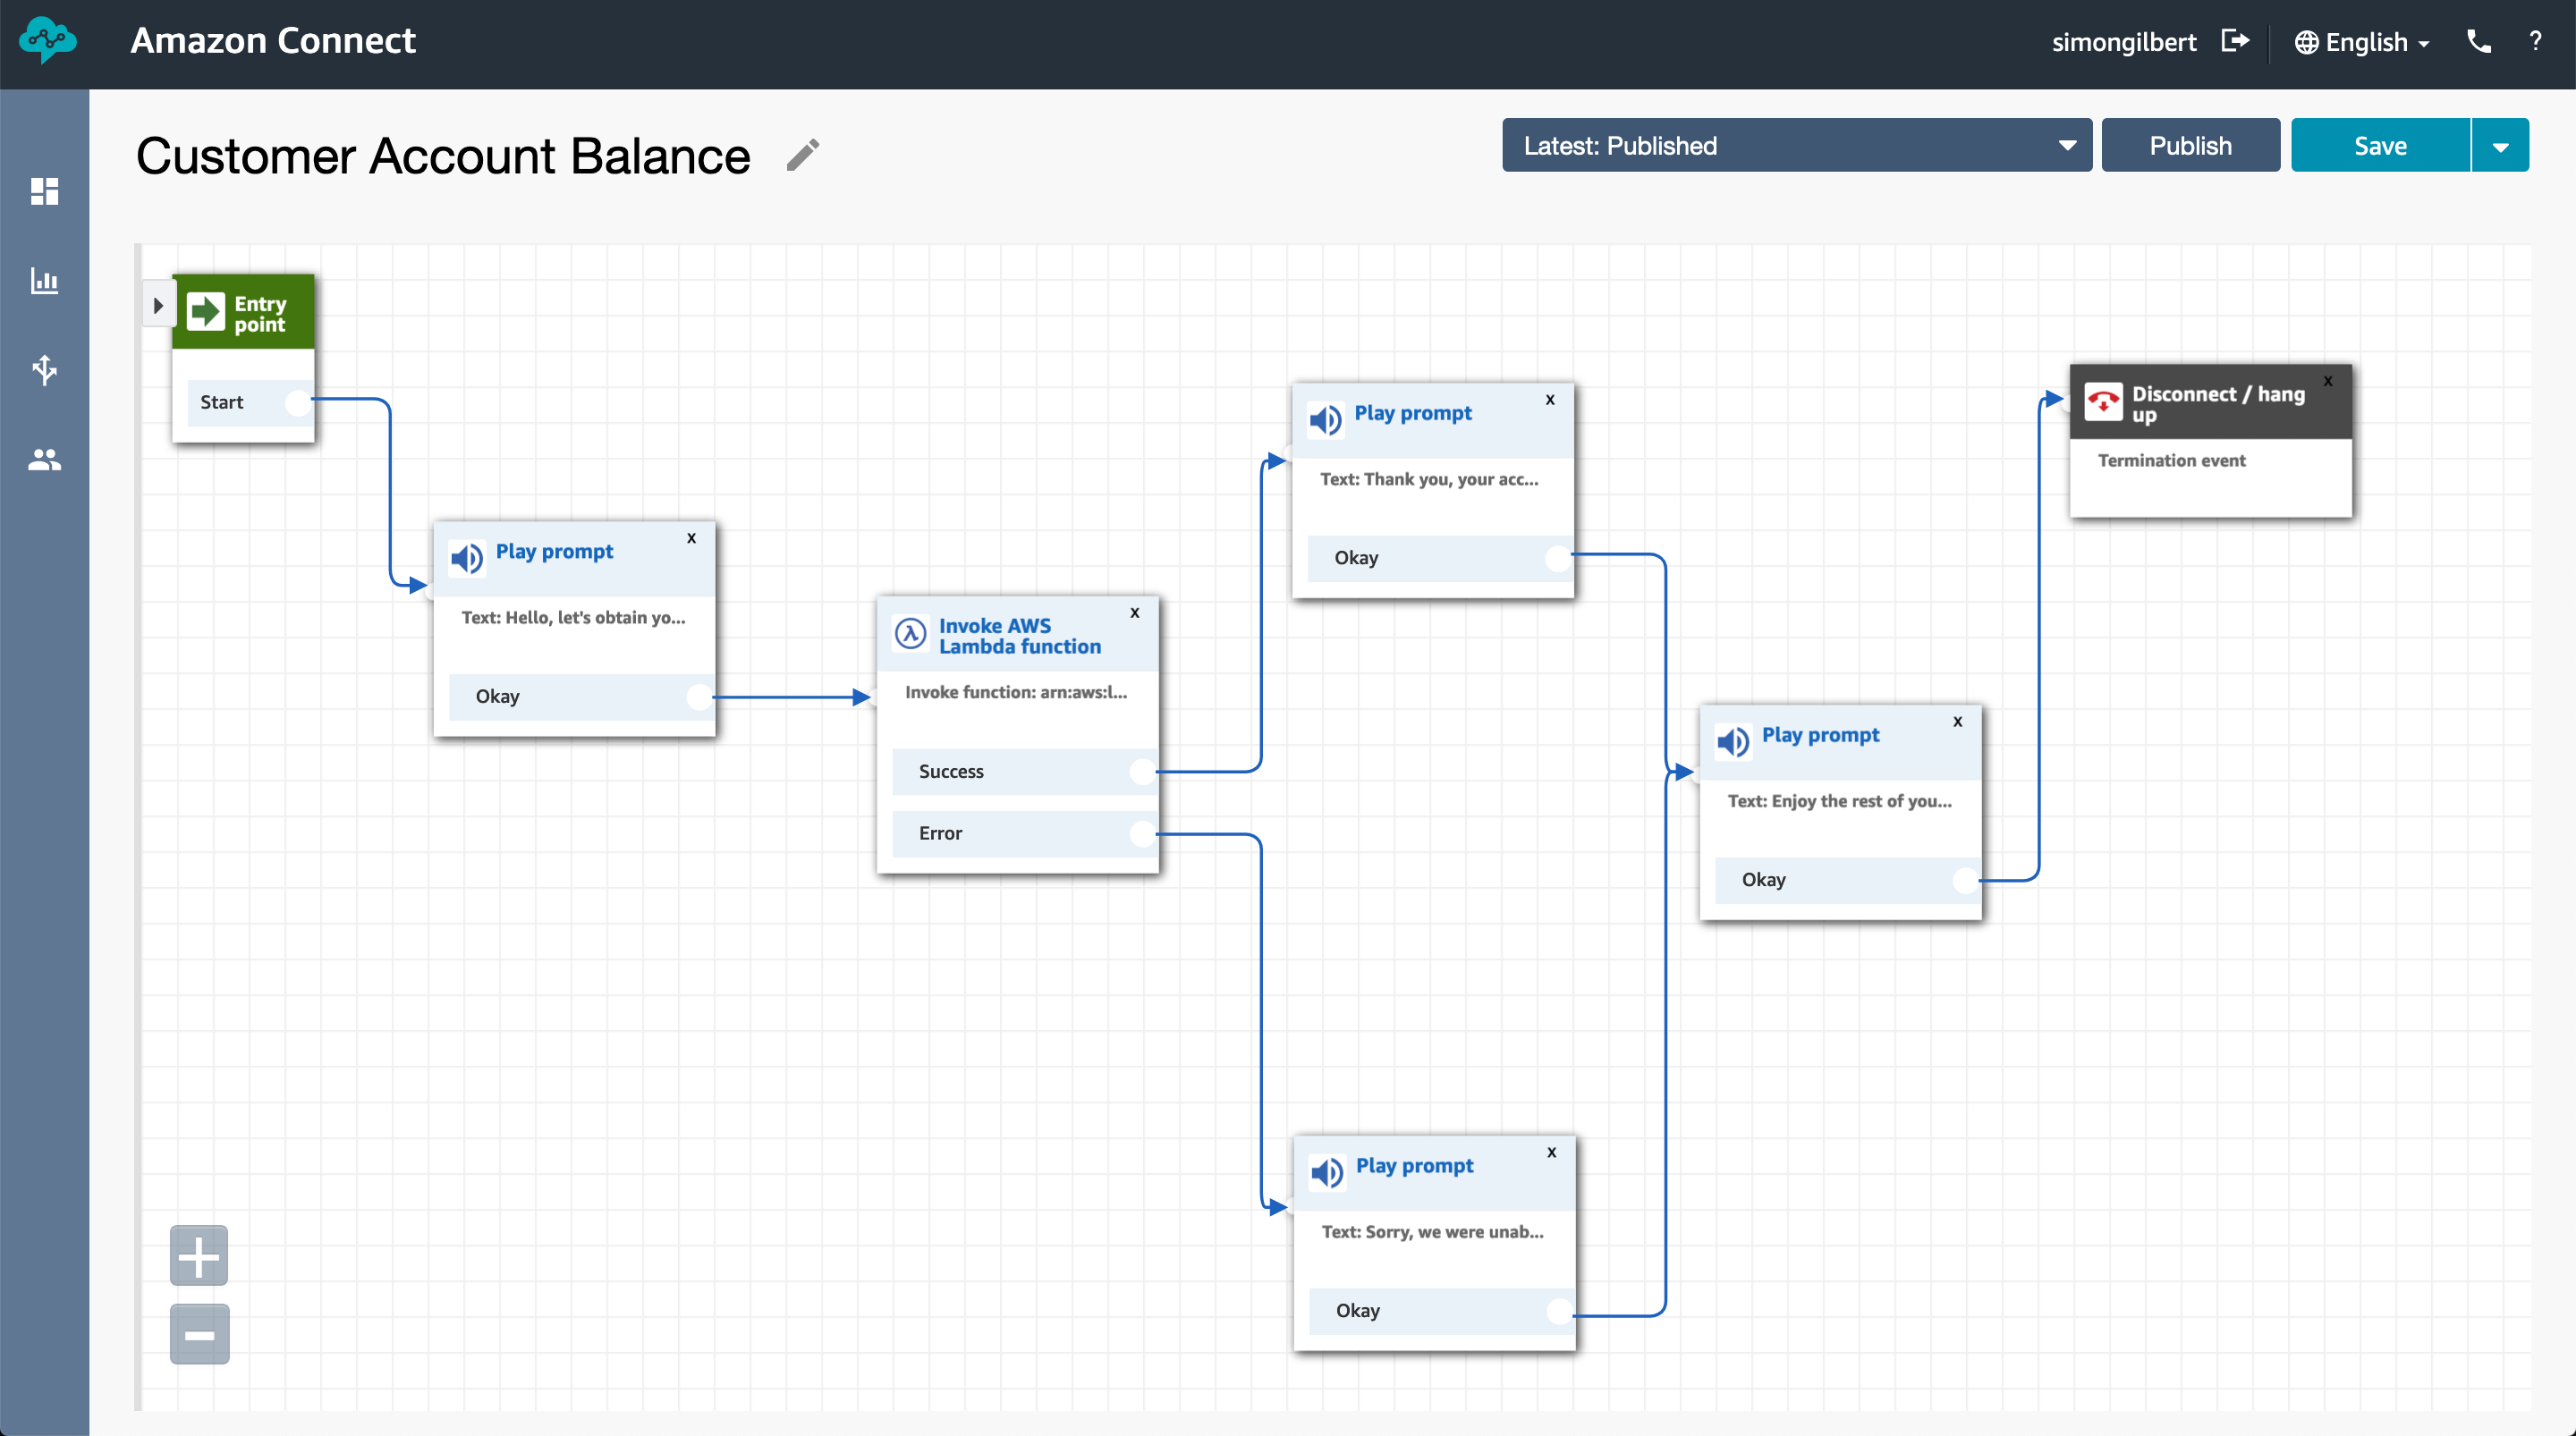 Amazon Connect
simongilbert
English
?
Customer Account Balance
Latest: Published
Publish
Save
Entry
point
Start
Play prompt
x
Text: Hello, let's obtain yo...
Okay
Invoke AWS
Lambda function
x
Invoke function: arn:aws:l...
Success
Error
Play prompt
x
Text: Thank you, your acc...
Okay
Play prompt
x
Text: Sorry, we were unab...
Okay
Play prompt
x
Text: Enjoy the rest of you...
Okay
Disconnect / hang
up
x
Termination event